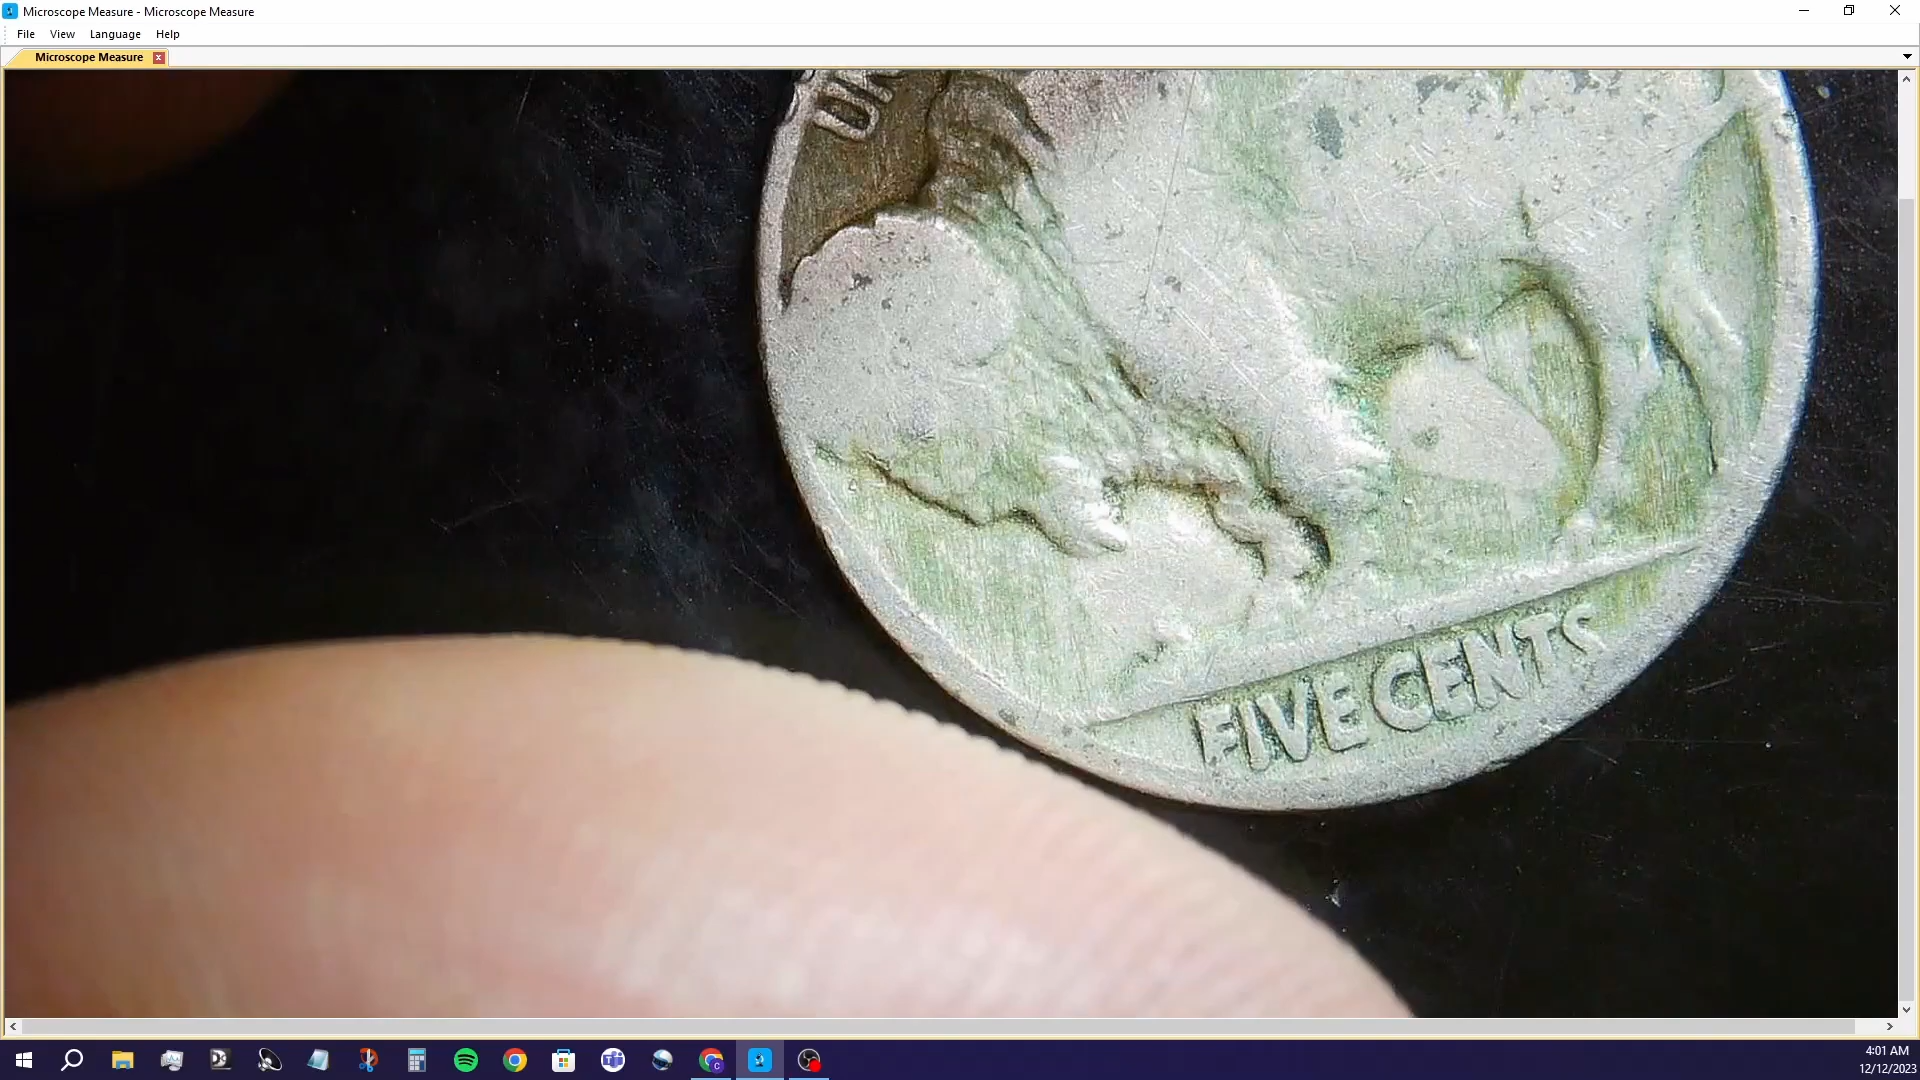 Microscope Measure - Microscope Measure
File View Language Help
Microscope Measure
FIVE CENTS
4:01 AM
12/12/2023